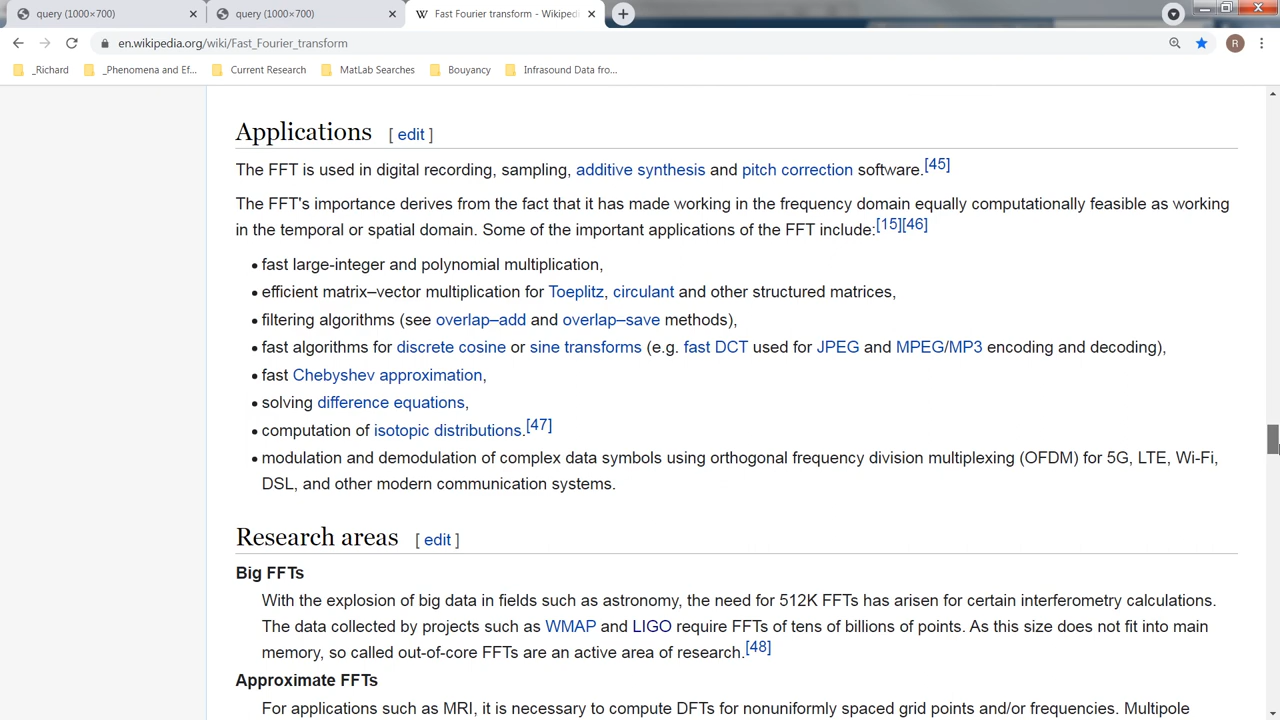 query (1000×700)
query (1000×700)
Fast Fourier transform - Wikiped
en.wikipedia.org/wiki/Fast_Fourier_transform
R
_Richard
_Phenomena and Ef...
Current Research
MatLab Searches
Bouyancy
Infrasound Data fro...
Applications [ edit ]
The FFT is used in digital recording, sampling, additive synthesis and pitch correction software.[45]
The FFT's importance derives from the fact that it has made working in the frequency domain equally computationally feasible as working
in the temporal or spatial domain. Some of the important applications of the FFT include:[15][46]
• fast large-integer and polynomial multiplication,
• efficient matrix–vector multiplication for Toeplitz, circulant and other structured matrices,
• filtering algorithms (see overlap–add and overlap–save methods),
• fast algorithms for discrete cosine or sine transforms (e.g. fast DCT used for JPEG and MPEG/MP3 encoding and decoding),
• fast Chebyshev approximation,
• solving difference equations,
• computation of isotopic distributions.[47]
• modulation and demodulation of complex data symbols using orthogonal frequency division multiplexing (OFDM) for 5G, LTE, Wi-Fi,
DSL, and other modern communication systems.
Research areas [ edit ]
Big FFTs
With the explosion of big data in fields such as astronomy, the need for 512K FFTs has arisen for certain interferometry calculations.
The data collected by projects such as WMAP and LIGO require FFTs of tens of billions of points. As this size does not fit into main
memory, so called out-of-core FFTs are an active area of research.[48]
Approximate FFTs
For applications such as MRI, it is necessary to compute DFTs for nonuniformly spaced grid points and/or frequencies. Multipole